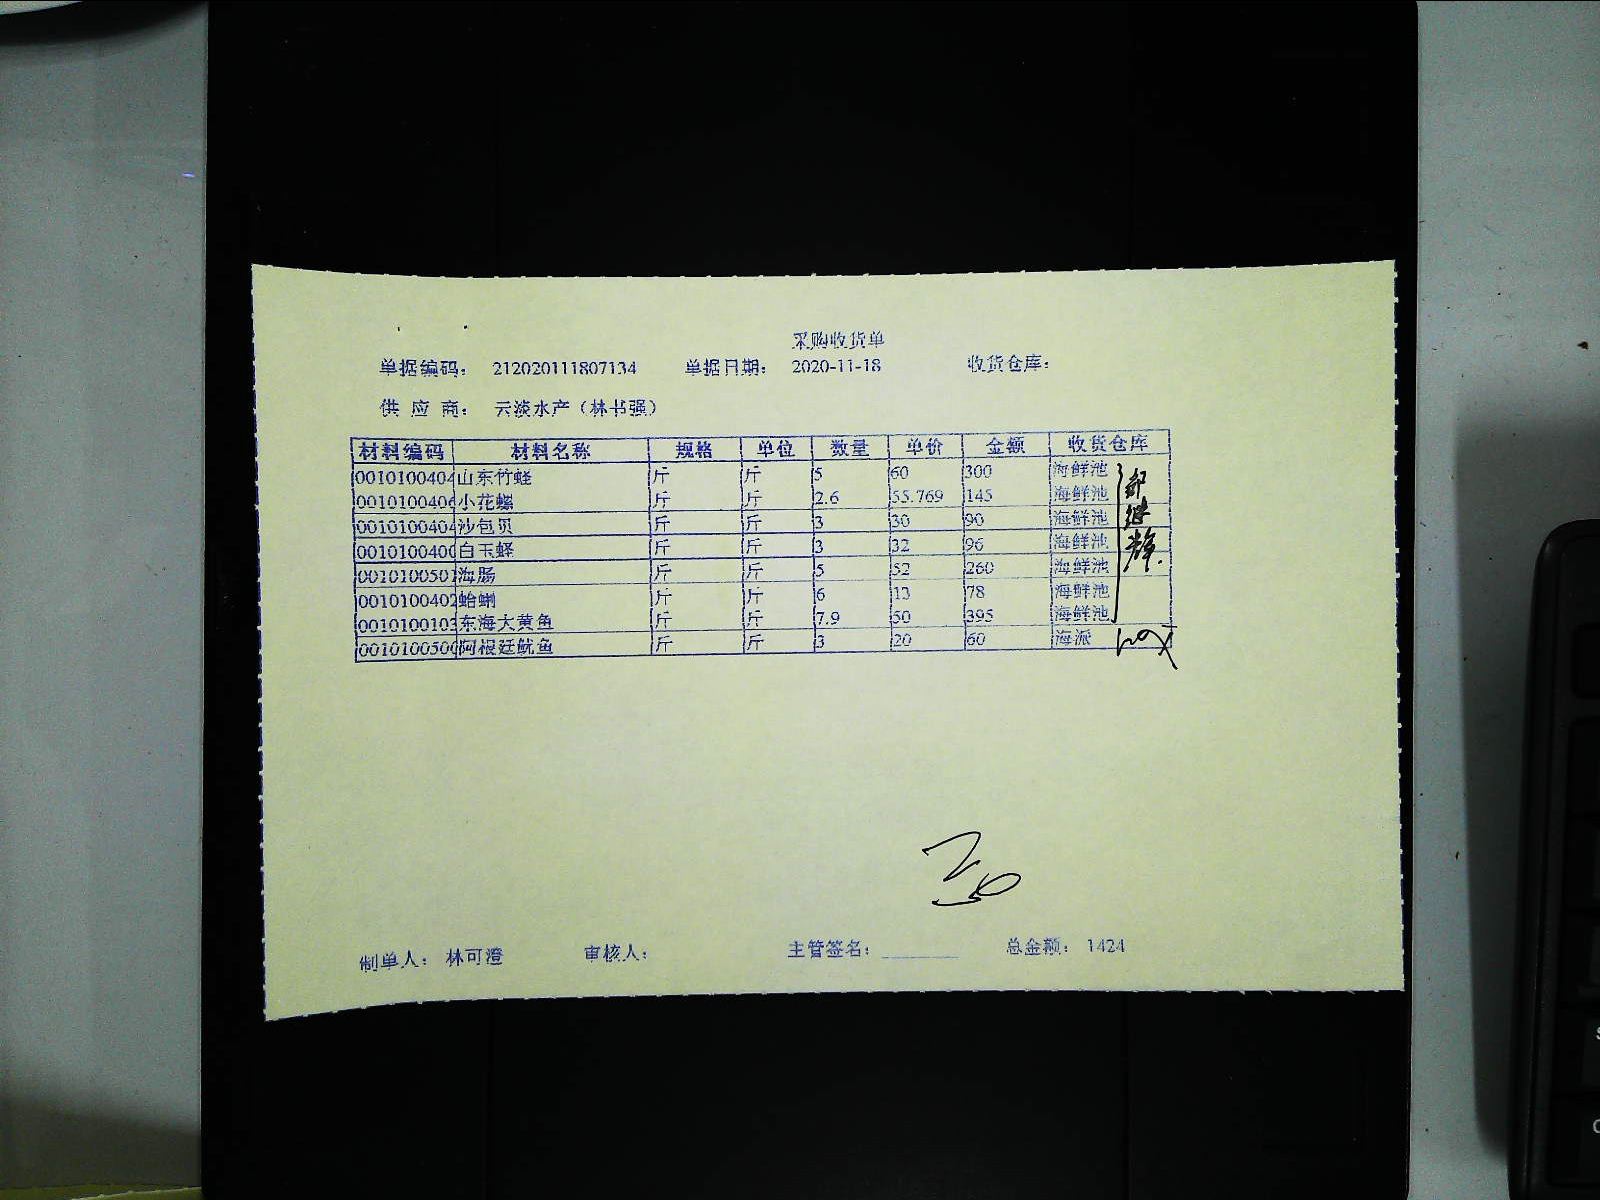 采购收货单
单据编码： 212020111807134 单据日期： 2020-11-18 收货仓库：
供 应 商： 云淡水产（林书强）
材料编码 材料名称 规格 单位 数量 单价 金额 收货仓库
0010100404 山东竹蛏 斤 斤 5 60 300 海鲜池
0010100406 小花螺 斤 斤 2.6 55.769 145 海鲜池
0010100404 沙包贝 斤 斤 3 30 90 海鲜池
0010100400 白玉蛏 斤 斤 3 32 96 海鲜池
0010100501 海肠 斤 斤 5 52 260 海鲜池
0010100402 蛤蜊 斤 斤 6 13 78 海鲜池
0010100103 东海大黄鱼 斤 斤 7.9 50 395 海鲜池
0010100500 阿根廷鱿鱼 斤 斤 3 20 60 海派
制单人： 林可澄 审核人： 主管签名： 总金额： 1424